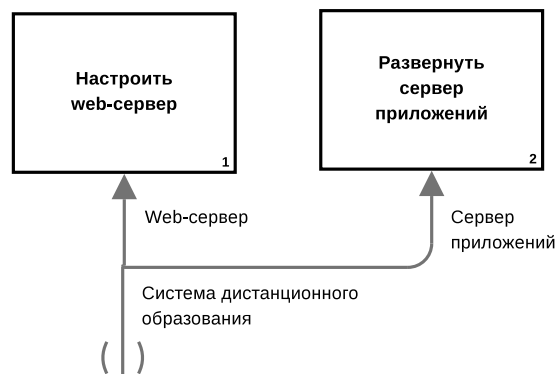 Настроить
web-сервер
1
Развернуть
сервер
приложений
2
Web-сервер
Сервер
приложений
Система дистанционного
образования